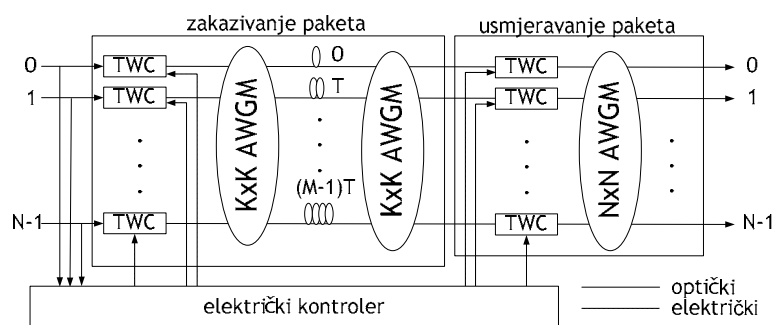 zakazivanje paketa
usmjeravanje paketa
0
TWC
0
TWC
0
1
TWC
T
TWC
1
KxK AWGM
KxK AWGM
NxN AWGM
(M-1)T
N-1
TWC
TWC
N-1
električki kontroler
optički
električki